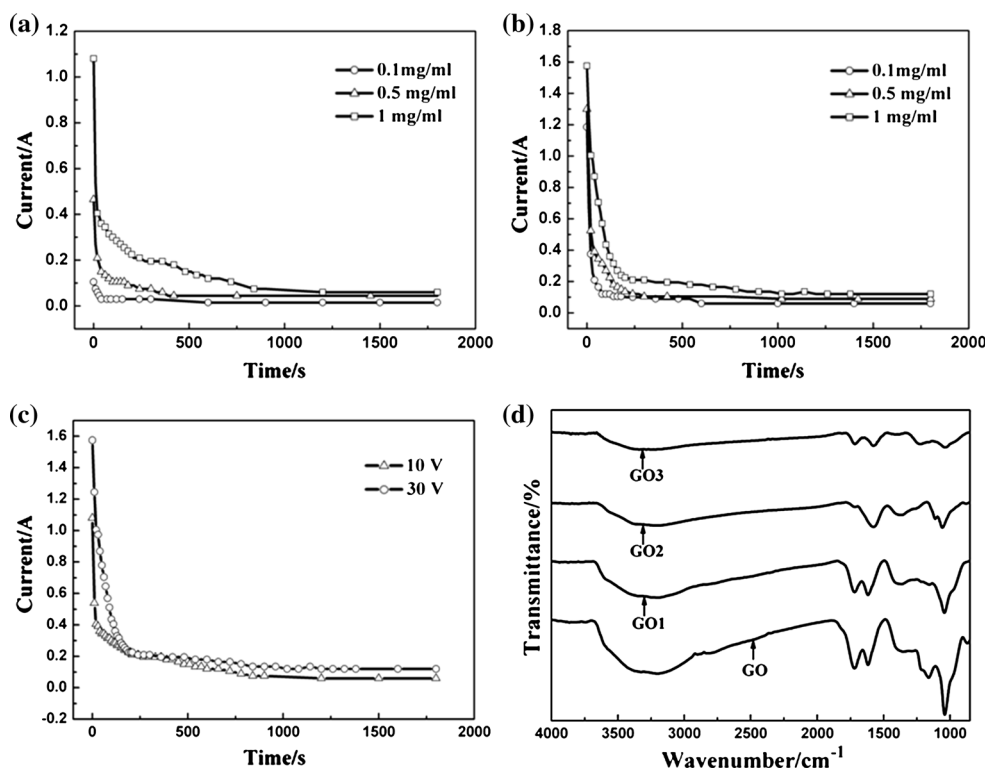 (a)
1.2
1.0
0.8
0.6
0.4
0.2
0.0
Current/A
0.1mg/ml
0.5 mg/ml
1 mg/ml
0
500
1000
1500
2000
Time/s
(b)
1.8
1.6
1.4
1.2
1.0
0.8
0.6
0.4
0.2
0.0
Current/A
0.1mg/ml
0.5 mg/ml
1 mg/ml
0
500
1000
1500
2000
Time/s
(c)
1.6
1.4
1.2
1.0
0.8
0.6
0.4
0.2
0.0
-0.2
Current/A
10 V
30 V
0
500
1000
1500
2000
Time/s
(d)
Transmittance/%
GO3
GO2
GO1
GO
4000
3500
3000
2500
2000
1500
1000
Wavenumber/cm⁻¹